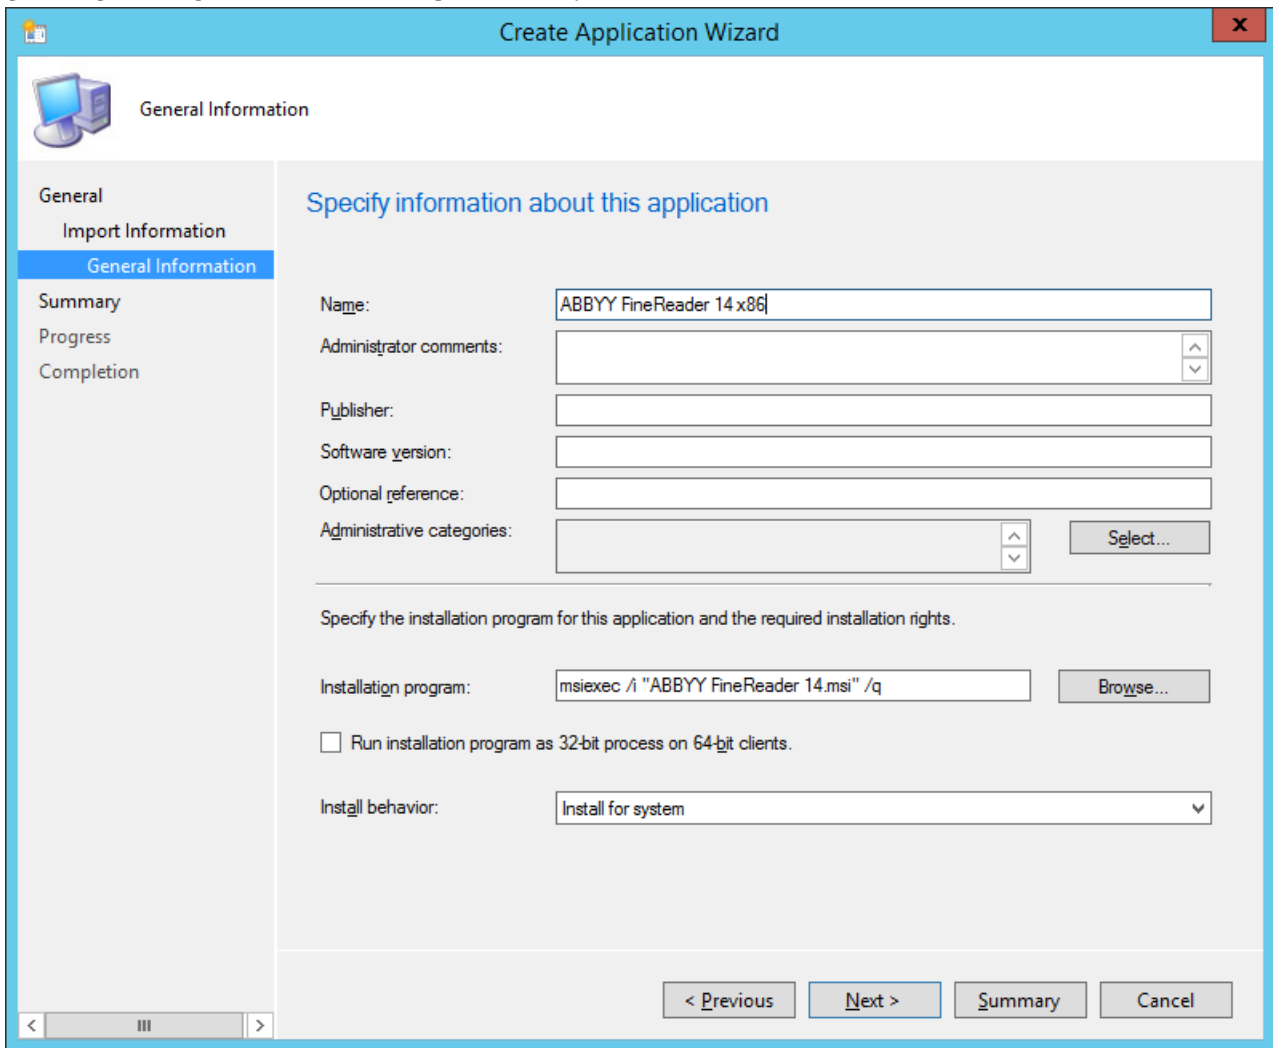 Create Application Wizard
x
General Information
General
Import Information
General Information
Summary
Progress
Completion
Specify information about this application
Name:
ABBYY FineReader 14 x86
Administrator comments:
Publisher:
Software version:
Optional reference:
Administrative categories:
Select...
Specify the installation program for this application and the required installation rights.
Installation program:
msiexec /i "ABBYY FineReader 14.msi" /q
Browse...
Run installation program as 32-bit process on 64-bit clients.
Install behavior:
Install for system
< Previous
Next >
Summary
Cancel